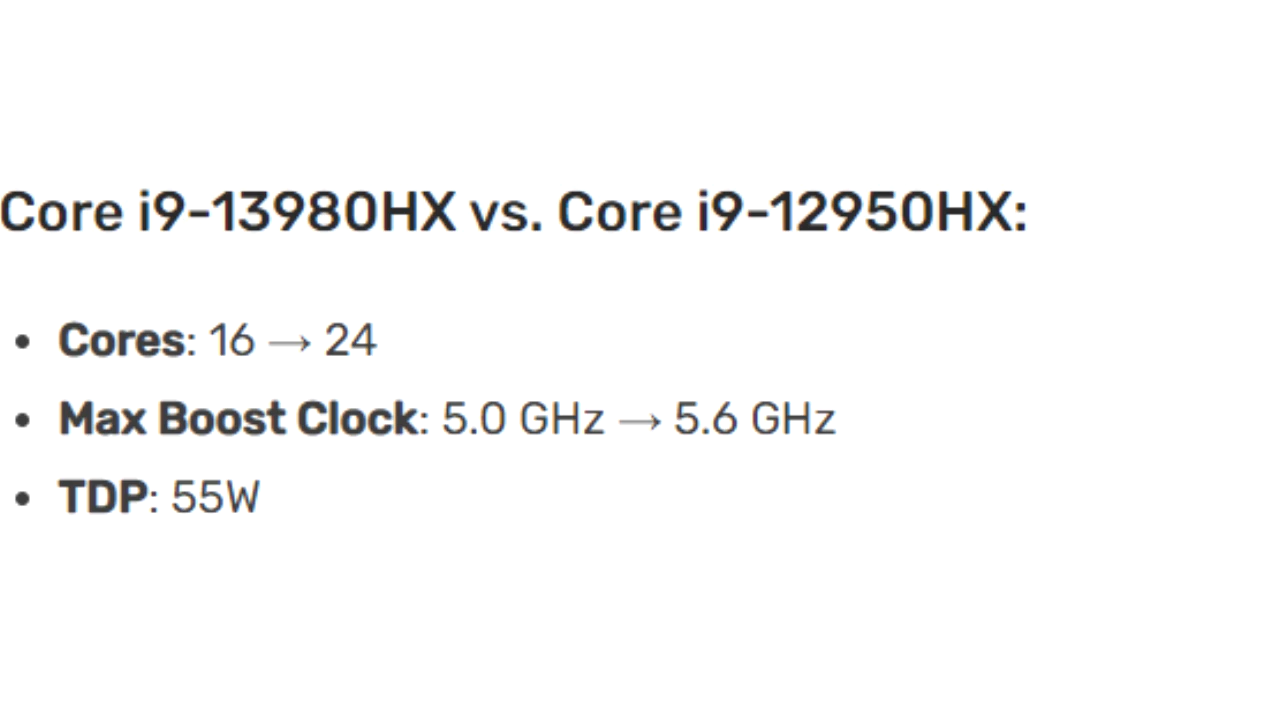 Core i9-13980HX vs. Core i9-12950HX:
• Cores: 16 → 24
• Max Boost Clock: 5.0 GHz → 5.6 GHz
• TDP: 55W